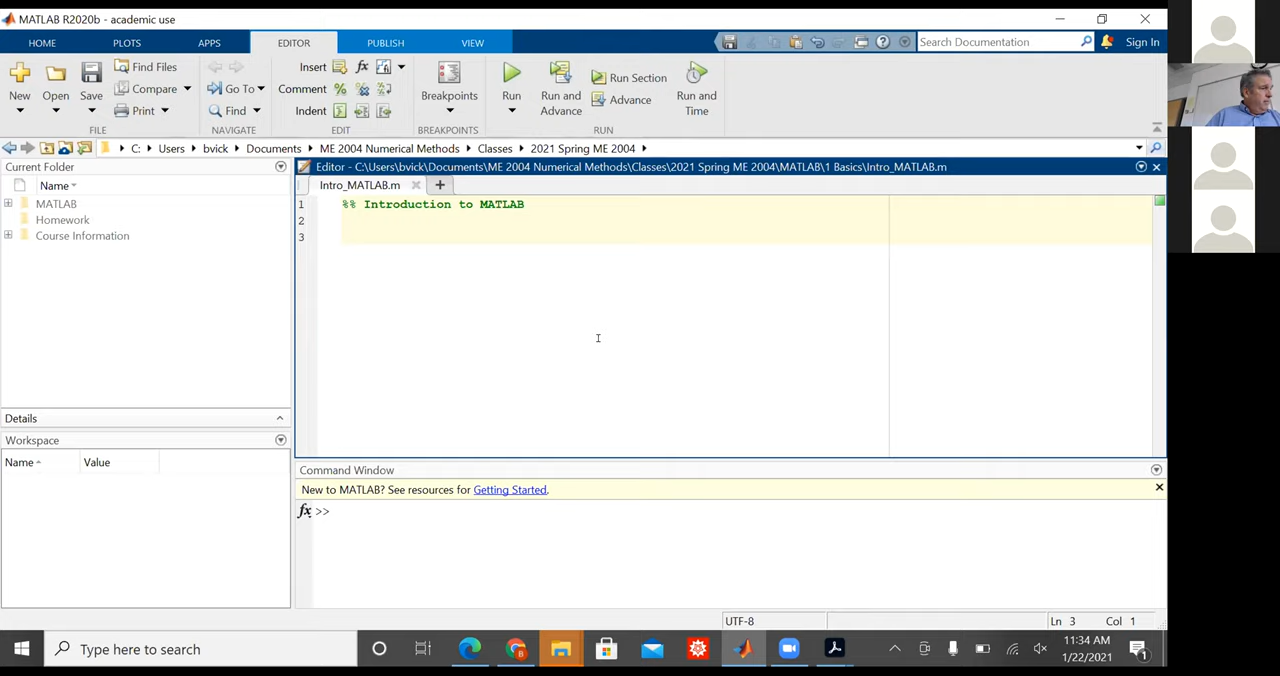 MATLAB R2020b - academic use
HOME PLOTS APPS EDITOR PUBLISH VIEW Search Documentation Sign In
New Open Save Find Files Compare Print FILE
Go To Find NAVIGATE
Insert fx
Comment
Indent
EDIT
Breakpoints
BREAKPOINTS
Run Run and Advance Run Section Advance Run and Time
RUN
C: Users bvick Documents ME 2004 Numerical Methods Classes 2021 Spring ME 2004
Current Folder
Name
MATLAB
Homework
Course Information
Details
Workspace
Name Value
Editor - C:\Users\bvick\Documents\ME 2004 Numerical Methods\Classes\2021 Spring ME 2004\MATLAB\1 Basics\Intro_MATLAB.m
Intro_MATLAB.m
1 %% Introduction to MATLAB
2
3
Command Window
New to MATLAB? See resources for Getting Started.
fx >>
UTF-8 Ln 3 Col 1
Type here to search
11:34 AM
1/22/2021